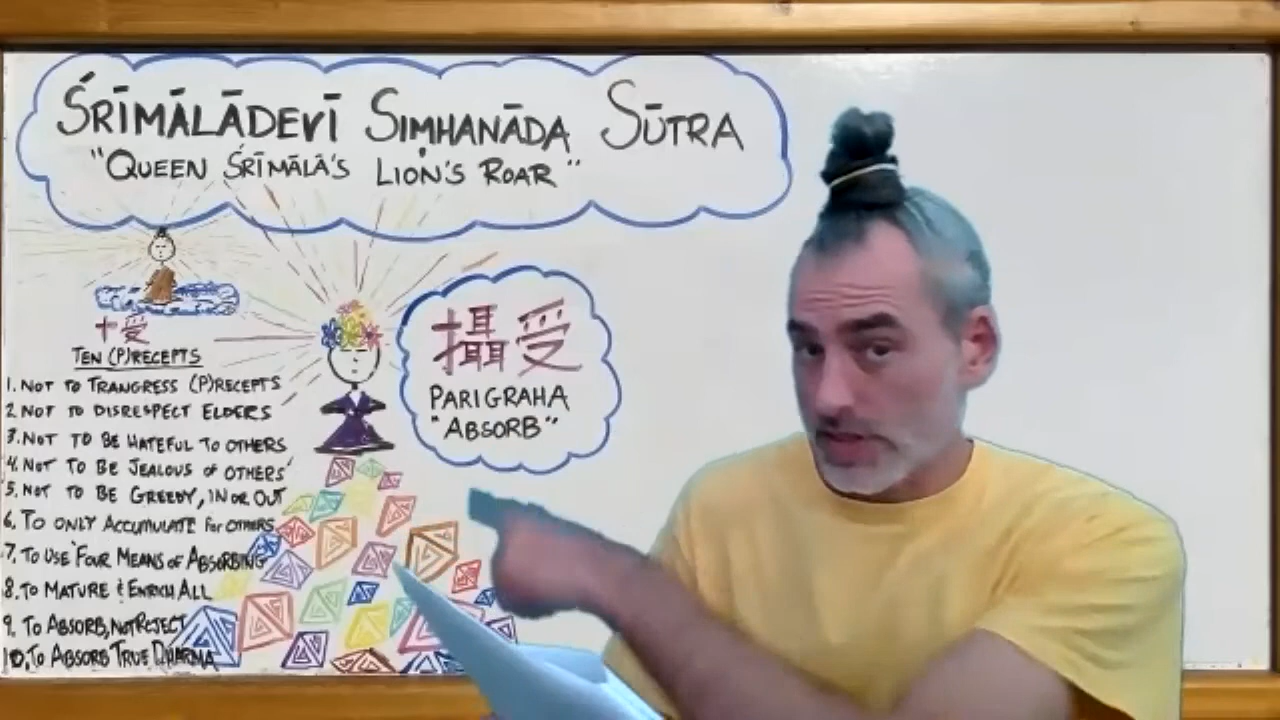 ŚRĪMĀLĀDEVĪ SIṂHANĀDA SŪTRA
"QUEEN ŚRĪMĀLĀ'S LION'S ROAR"
十受
TEN (P)RECEPTS
1. NOT TO TRANGRESS (P)RECEPTS
2. NOT TO DISRESPECT ELDERS
3. NOT TO BE HATEFUL TO OTHERS
4. NOT TO BE JEALOUS of OTHERS'
5. NOT TO BE GREEDY, IN OR OUT
6. TO ONLY ACCUMULATE For OTHERS
7. TO USE FOUR MEANS OF ABSORBING
8. TO MATURE & ENRICH ALL
9. TO ABSORB, NOT REJECT
10. TO ABSORB TRUE DHARMA
攝受
PARIGRAHA
"ABSORB"